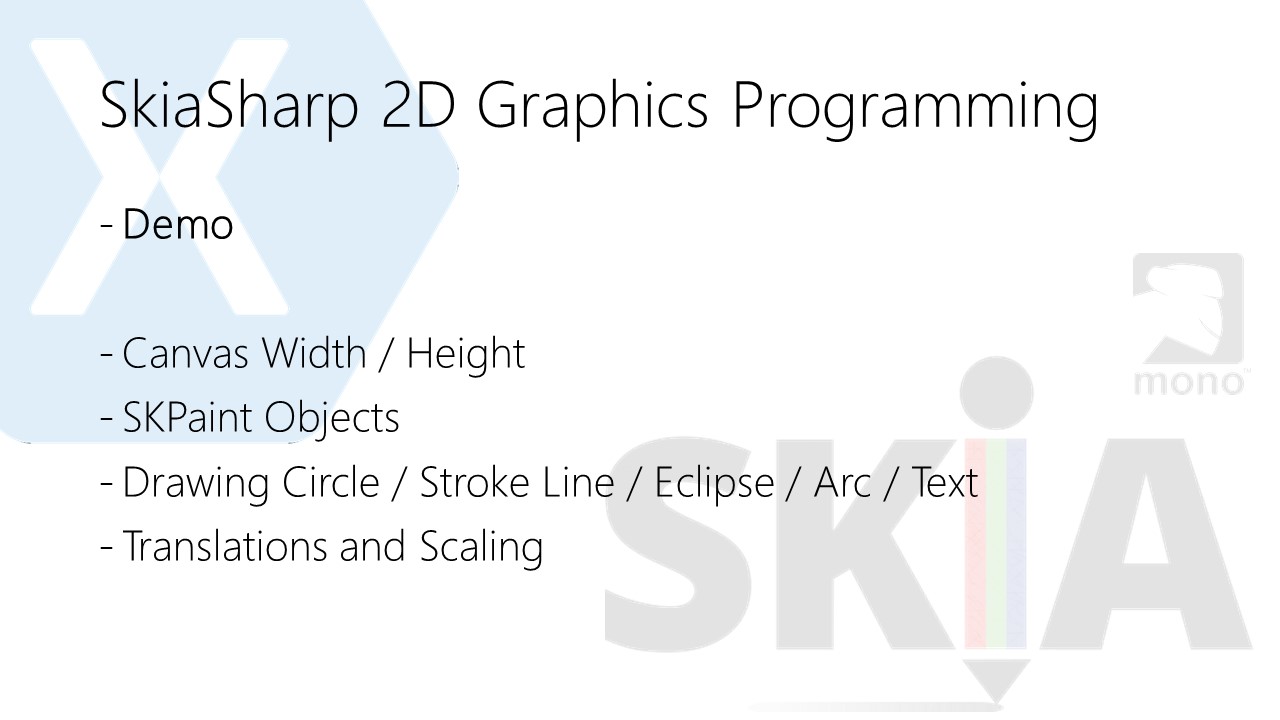 SkiaSharp 2D Graphics Programming
- Demo
- Canvas Width / Height
- SKPaint Objects
- Drawing Circle / Stroke Line / Eclipse / Arc / Text
- Translations and Scaling
mono™
SKiA